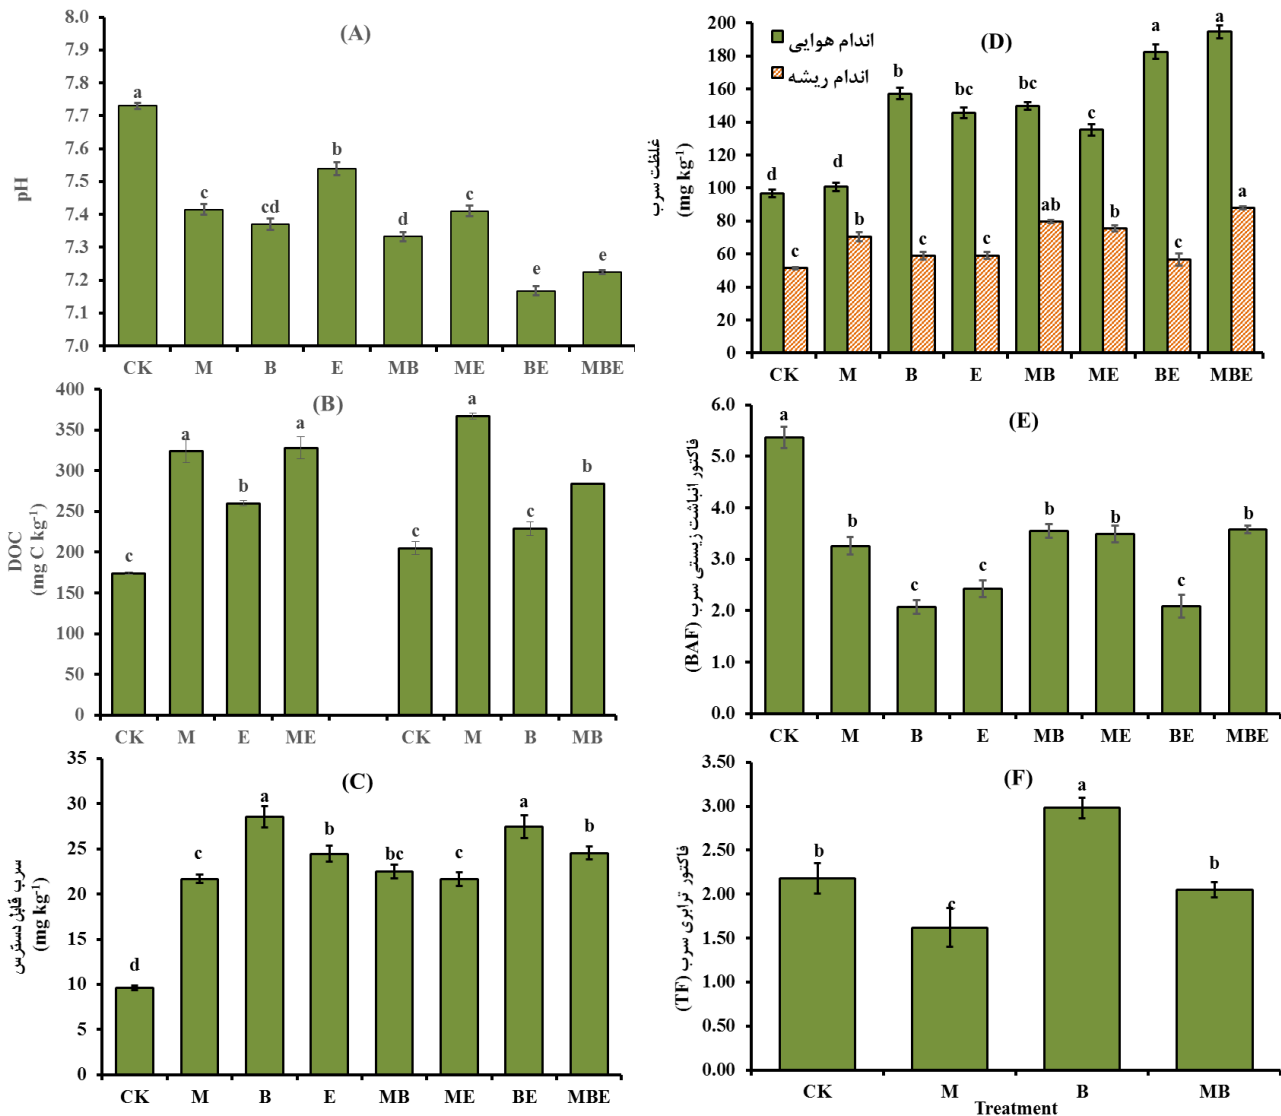 (A)
pH
8.0
7.9
7.8
7.7
7.6
7.5
7.4
7.3
7.2
7.1
7.0
a
c
cd
b
d
c
e
e
CK M B E MB ME BE MBE
(B)
DOC
(mg C kg-1)
400
350
300
250
200
150
100
50
0
c
a
b
a
c
a
c
b
CK M E ME CK M B MB
(C)
سرب قابل دسترس
(mg kg-1)
35
30
25
20
15
10
5
0
d
c
a
b
bc
c
a
b
CK M B E MB ME BE MBE
(D)
اندام هوایی
اندام ریشه
غلظت سرب
(mg kg-1)
200
180
160
140
120
100
80
60
40
20
0
d
c
d
b
b
c
bc
c
bc
ab
c
b
a
c
a
a
CK M B E MB ME BE MBE
(E)
فاکتور انباشت زیستی سرب (BAF)
6.0
5.0
4.0
3.0
2.0
1.0
0.0
a
b
c
c
b
b
c
b
CK M B E MB ME BE MBE
(F)
فاکتور ترابری سرب (TF)
3.50
3.00
2.50
2.00
1.50
1.00
0.50
0.00
b
c
a
b
CK M B MB
Treatment